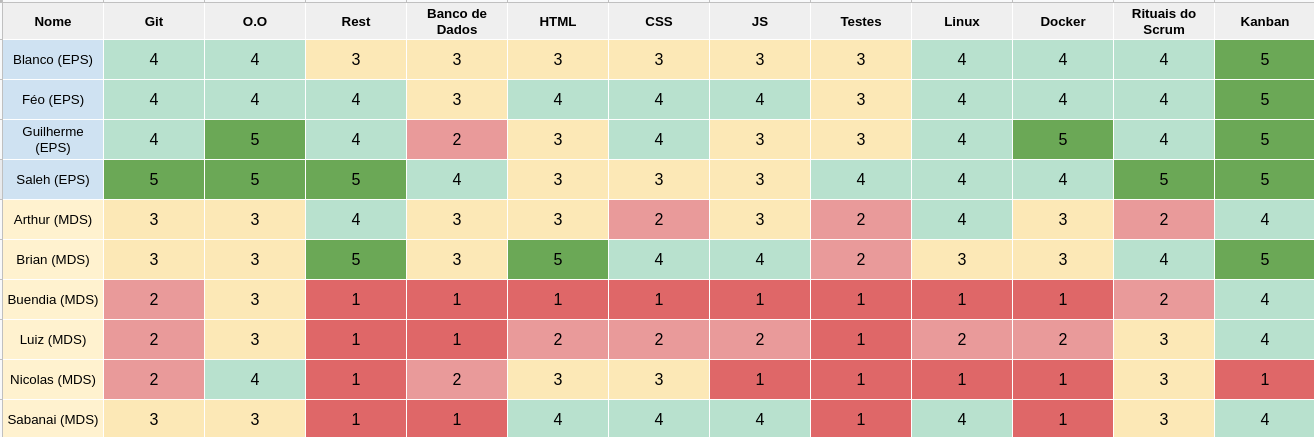 Nome Git O.O Rest Banco de Dados HTML CSS JS Testes Linux Docker Rituais do Scrum Kanban
Blanco (EPS) 4 4 3 3 3 3 3 3 4 4 4 5
Féo (EPS) 4 4 4 3 4 4 4 3 4 4 4 5
Guilherme (EPS) 4 5 4 2 3 4 3 3 4 5 4 5
Saleh (EPS) 5 5 5 4 3 3 3 4 4 4 5 5
Arthur (MDS) 3 3 4 3 3 2 3 2 4 3 2 4
Brian (MDS) 3 3 5 3 5 4 4 2 3 3 4 5
Buendia (MDS) 2 3 1 1 1 1 1 1 1 1 2 4
Luiz (MDS) 2 3 1 1 2 2 2 1 2 2 3 4
Nicolas (MDS) 2 4 1 2 3 3 1 1 1 1 3 1
Sabanai (MDS) 3 3 1 1 4 4 4 1 4 1 3 4